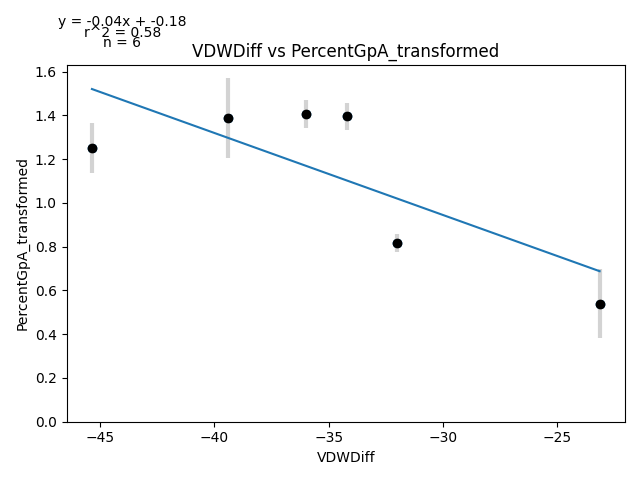 y = -0.04x + -0.18
r^2 = 0.58
n = 6
VDWDiff vs PercentGpA_transformed
1.6
1.4
1.2
1.0
0.8
0.6
0.4
0.2
0.0
PercentGpA_transformed
−45
−40
−35
−30
−25
VDWDiff